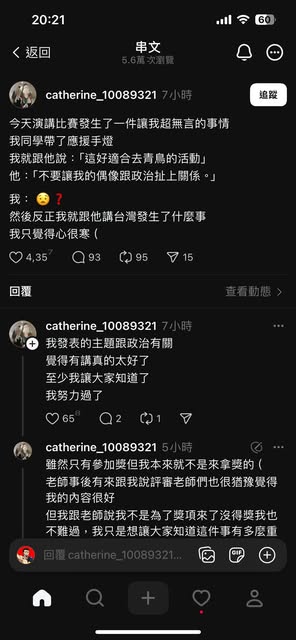 20:21
60
返回
串文
5.6萬 次瀏覽
catherine_10089321 7小時
追蹤
今天演講比賽發生了一件讓我超無言的事情
我同學帶了應援手燈
我就跟他說：「這好適合去青鳥的活動」
他：「不要讓我的偶像跟政治扯上關係。」
我：😧❓
然後反正我就跟他講台灣發生了什麼事
我只覺得心很寒（
4,35 93 95 15
回覆
查看動態 >
catherine_10089321 7小時
我發表的主題跟政治有關
覺得有講真的太好了
至少我讓大家知道了
我努力過了
65 2 1
catherine_10089321 5小時
雖然只有參加獎但我本來就不是來拿獎的（
老師事後有來跟我說評審老師們也很猶豫覺得
我的內容很好
但我跟老師說我不是為了獎項來了沒得獎我也
不難過，我只是想讓大家知道這件事有多麼重
回覆 catherine_10089321...
GIF